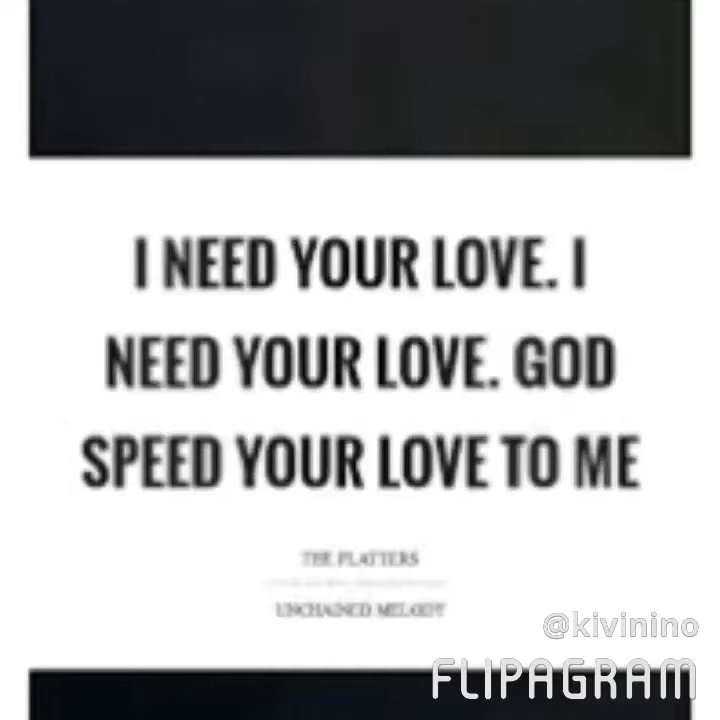 I NEED YOUR LOVE. I
NEED YOUR LOVE. GOD
SPEED YOUR LOVE TO ME
THE PLATTERS
UNCHAINED MELODY
@kivinino
FLIPAGRAM